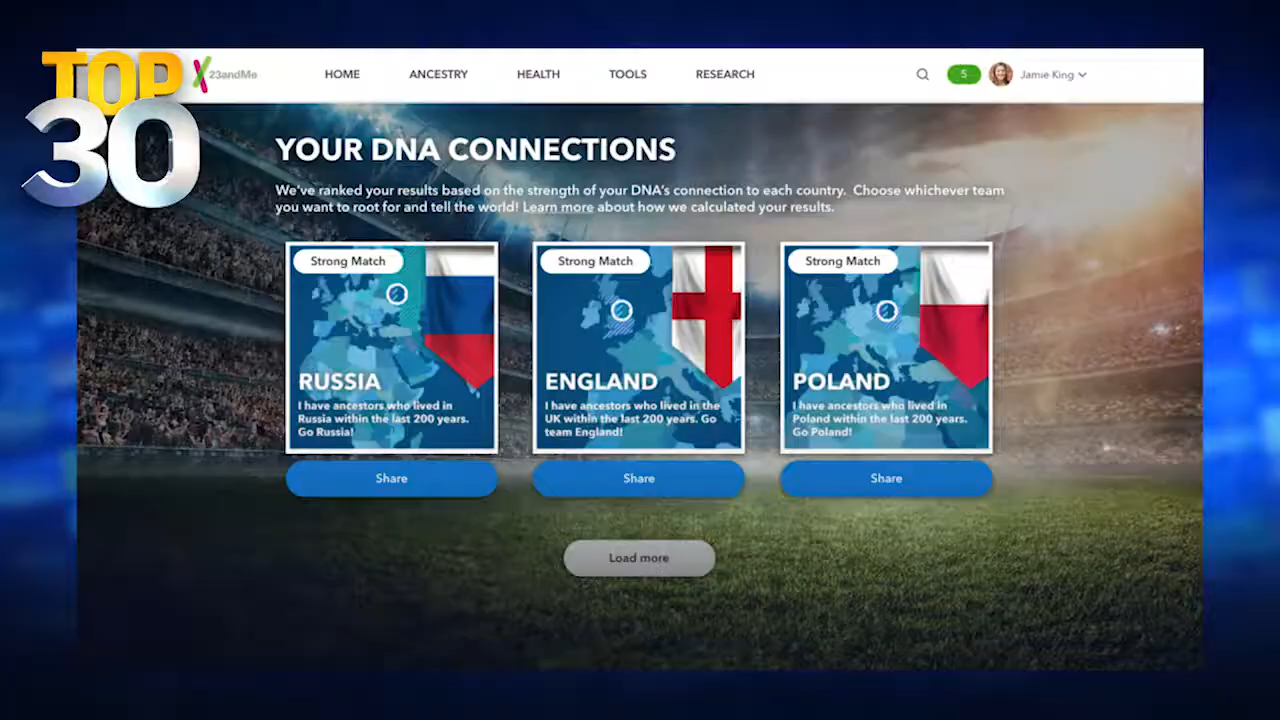 TOP
30
23andMe
HOME
ANCESTRY
HEALTH
TOOLS
RESEARCH
5
Jamie King
YOUR DNA CONNECTIONS
We've ranked your results based on the strength of your DNA's connection to each country. Choose whichever team
you want to root for and tell the world! Learn more about how we calculated your results.
Strong Match
RUSSIA
I have ancestors who lived in
Russia within the last 200 years.
Go Russia!
Share
Strong Match
ENGLAND
I have ancestors who lived in the
UK within the last 200 years. Go
team England!
Share
Strong Match
POLAND
I have ancestors who lived in
Poland within the last 200 years.
Go Poland!
Share
Load more